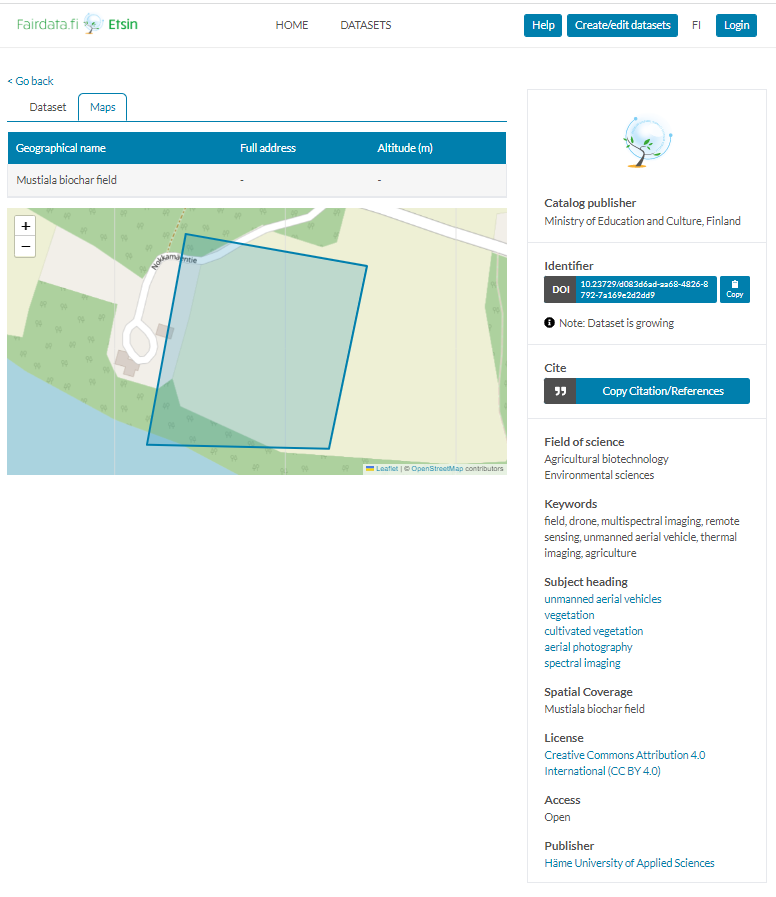 Fairdata.fi Etsin
HOME
DATASETS
Help
Create/edit datasets
FI
Login
< Go back
Dataset
Maps
Geographical name
Full address
Altitude (m)
Mustiala biochar field
-
-
+
−
Nokkamäentie
Leaflet | © OpenStreetMap contributors
Catalog publisher
Ministry of Education and Culture, Finland
Identifier
DOI
10.23729/d083d6ad-aa68-4826-8
792-7a169e2d2dd9
Copy
Note: Dataset is growing
Cite
Copy Citation/References
Field of science
Agricultural biotechnology
Environmental sciences
Keywords
field, drone, multispectral imaging, remote
sensing, unmanned aerial vehicle, thermal
imaging, agriculture
Subject heading
unmanned aerial vehicles
vegetation
cultivated vegetation
aerial photography
spectral imaging
Spatial Coverage
Mustiala biochar field
License
Creative Commons Attribution 4.0
International (CC BY 4.0)
Access
Open
Publisher
Häme University of Applied Sciences